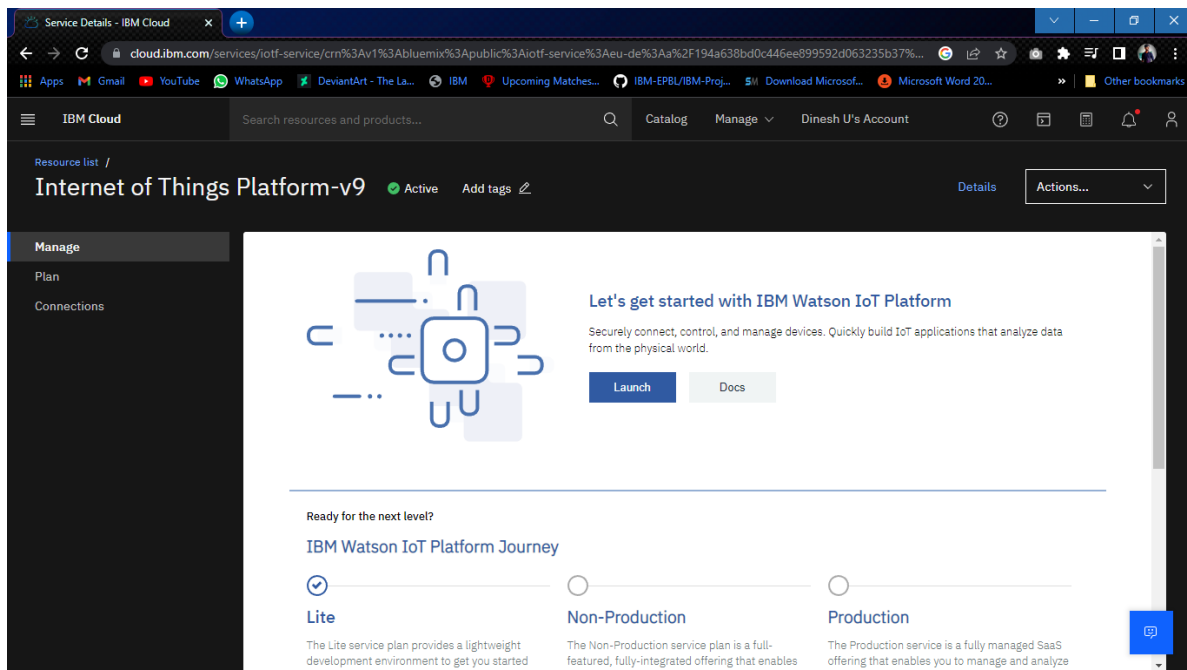 Service Details - IBM Cloud
cloud.ibm.com/services/iotf-service/crn%3Av1%3Abluemix%3Apublic%3Aiotf-service%3Aeu-de%3Aa%2F194a638bd0c446ee899592d063235b37%...
Apps Gmail YouTube WhatsApp DeviantArt - The La... IBM Upcoming Matches... IBM-EPBL/IBM-Proj... SM Download Microsof... Microsoft Word 20... » Other bookmarks
IBM Cloud Search resources and products... Catalog Manage Dinesh U's Account
Resource list /
Internet of Things Platform-v9 Active Add tags Details Actions...
Manage
Plan
Connections
Let's get started with IBM Watson IoT Platform
Securely connect, control, and manage devices. Quickly build IoT applications that analyze data
from the physical world.
Launch Docs
Ready for the next level?
IBM Watson IoT Platform Journey
Lite Non-Production Production
The Lite service plan provides a lightweight The Non-Production service plan is a full- The Production service is a fully managed SaaS
development environment to get you started featured, fully-integrated offering that enables offering that enables you to manage and analyze